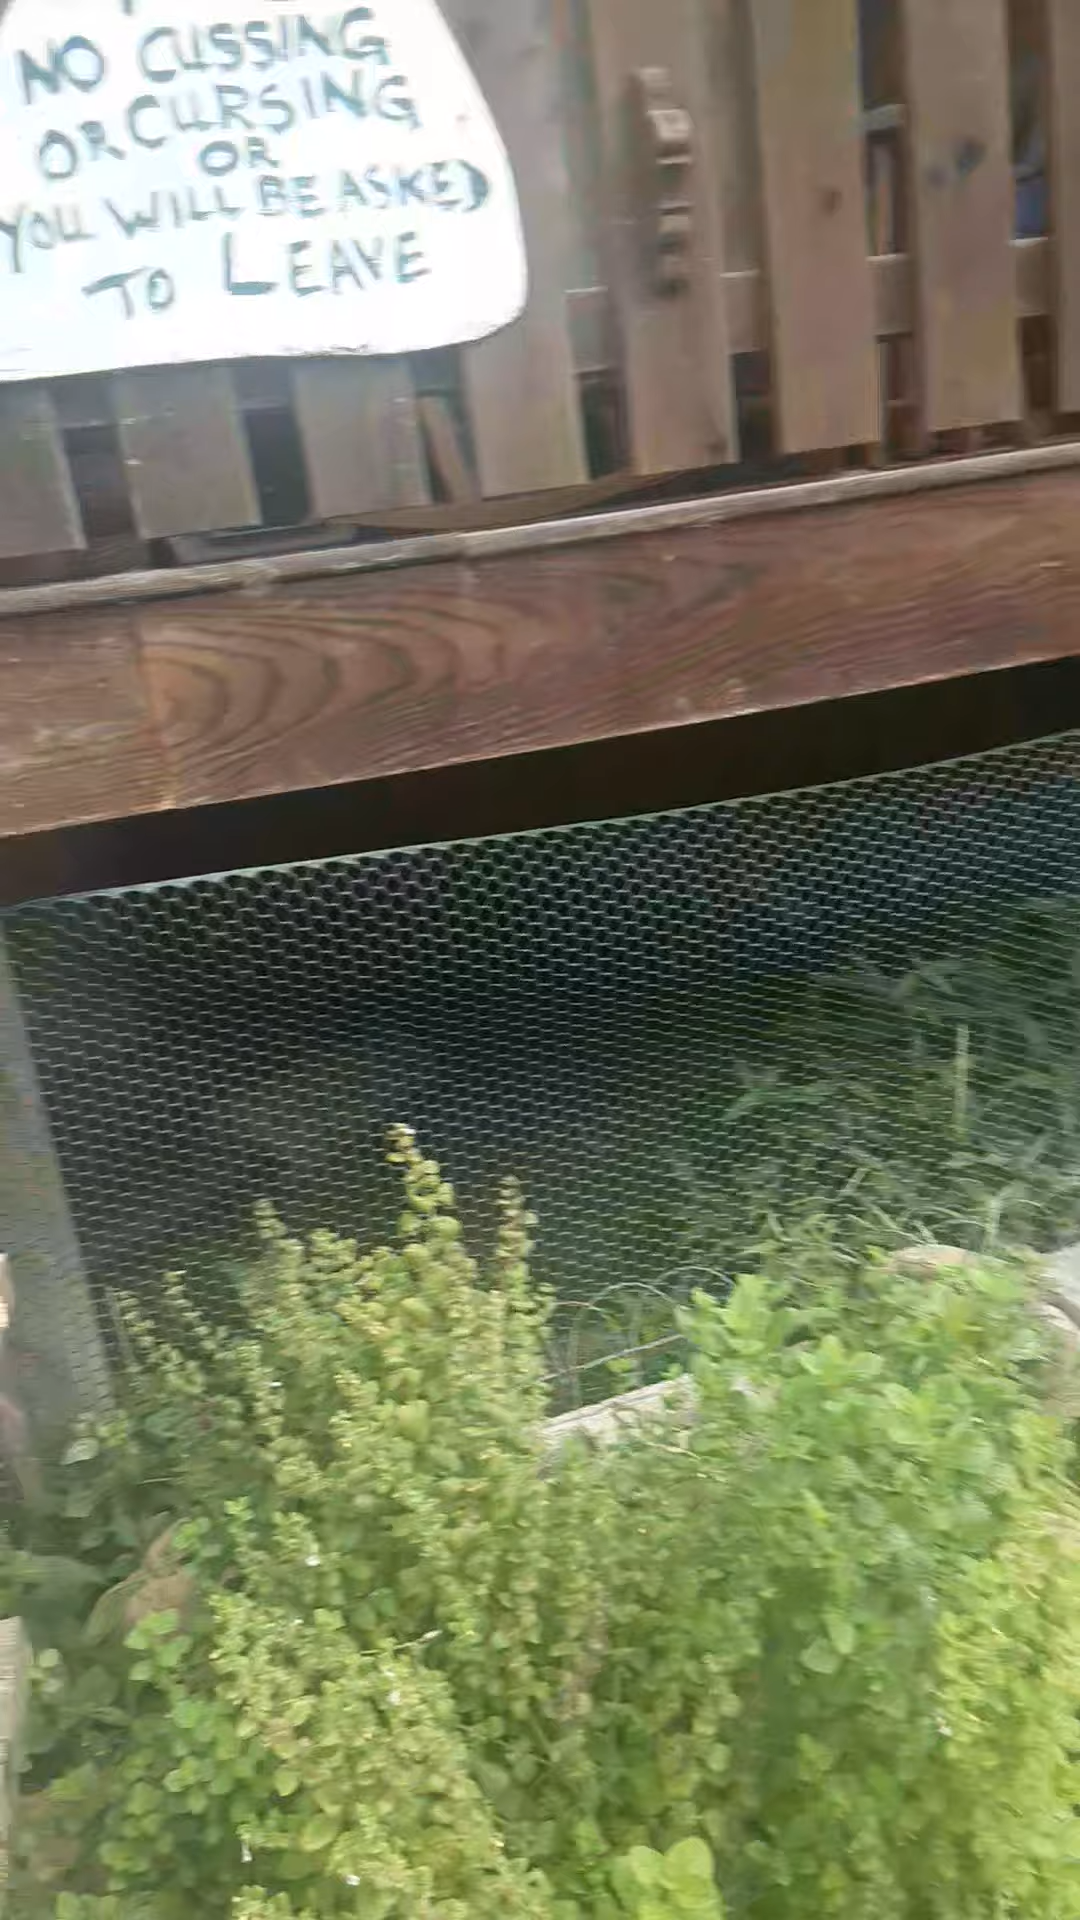 NO CUSSING
OR CURSING
OR
YOU WILL BE ASKED
TO LEAVE